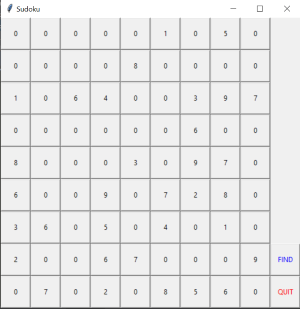 Sudoku
0 0 0 0 0 1 0 5 0
0 0 0 0 8 0 0 0 0
1 0 6 4 0 0 3 9 7
0 0 0 0 0 0 6 0 0
8 0 0 0 3 0 9 7 0
6 0 0 9 0 7 2 8 0
3 6 0 5 0 4 0 1 0
2 0 0 6 7 0 0 0 9 FIND
0 7 0 2 0 8 5 6 0 QUIT